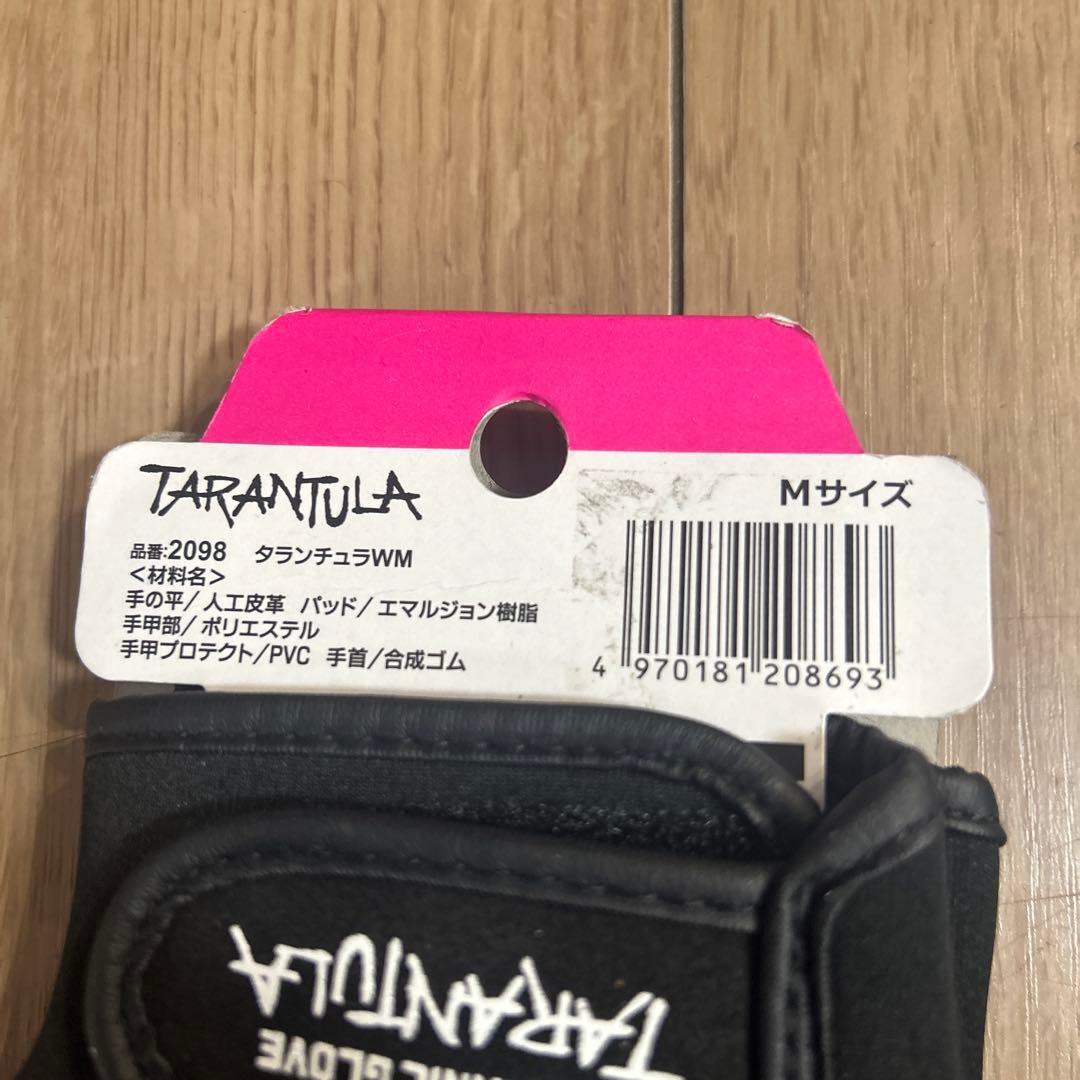 TARANTULA
Mサイズ
品番:2098 タランチュラWM
<材料名>
手の平/人工皮革 パッド/エマルジョン樹脂
手甲部/ポリエステル
手甲プロテクト/PVC 手首/合成ゴム
4 970181 208693
TARANTULA
GLOVE